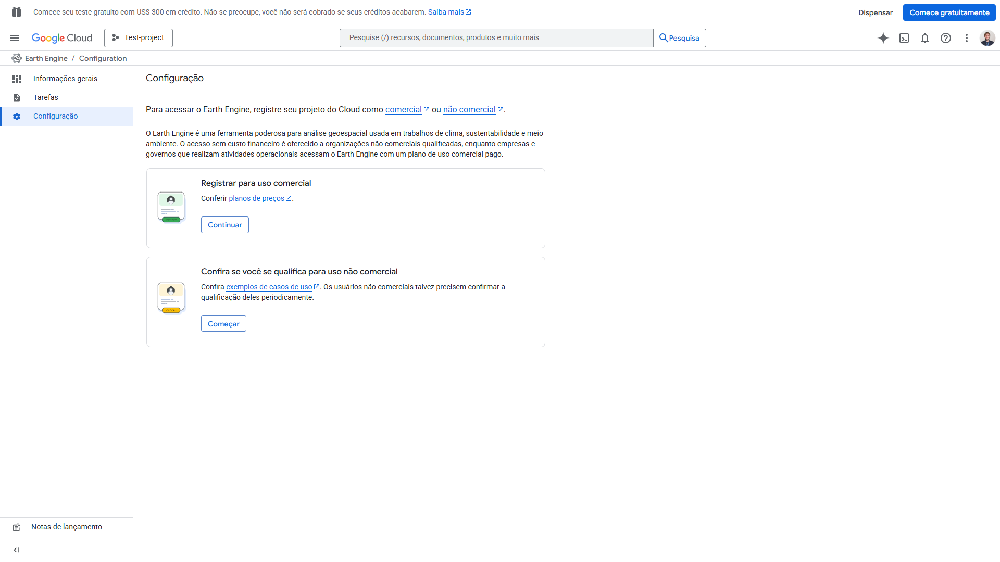 Comece seu teste gratuito com US$ 300 em crédito. Não se preocupe, você não será cobrado se seus créditos acabarem. Saiba mais
Dispensar
Comece gratuitamente
Google Cloud
Test-project
Pesquise (/) recursos, documentos, produtos e muito mais
Pesquisa
Earth Engine / Configuration
Informações gerais
Tarefas
Configuração
Configuração
Para acessar o Earth Engine, registre seu projeto do Cloud como comercial ou não comercial.
O Earth Engine é uma ferramenta poderosa para análise geoespacial usada em trabalhos de clima, sustentabilidade e meio
ambiente. O acesso sem custo financeiro é oferecido a organizações não comerciais qualificadas, enquanto empresas e
governos que realizam atividades operacionais acessam o Earth Engine com um plano de uso comercial pago.
Registrar para uso comercial
Conferir planos de preços.
Continuar
Confira se você se qualifica para uso não comercial
Confira exemplos de casos de uso. Os usuários não comerciais talvez precisem confirmar a
qualificação deles periodicamente.
Começar
Notas de lançamento